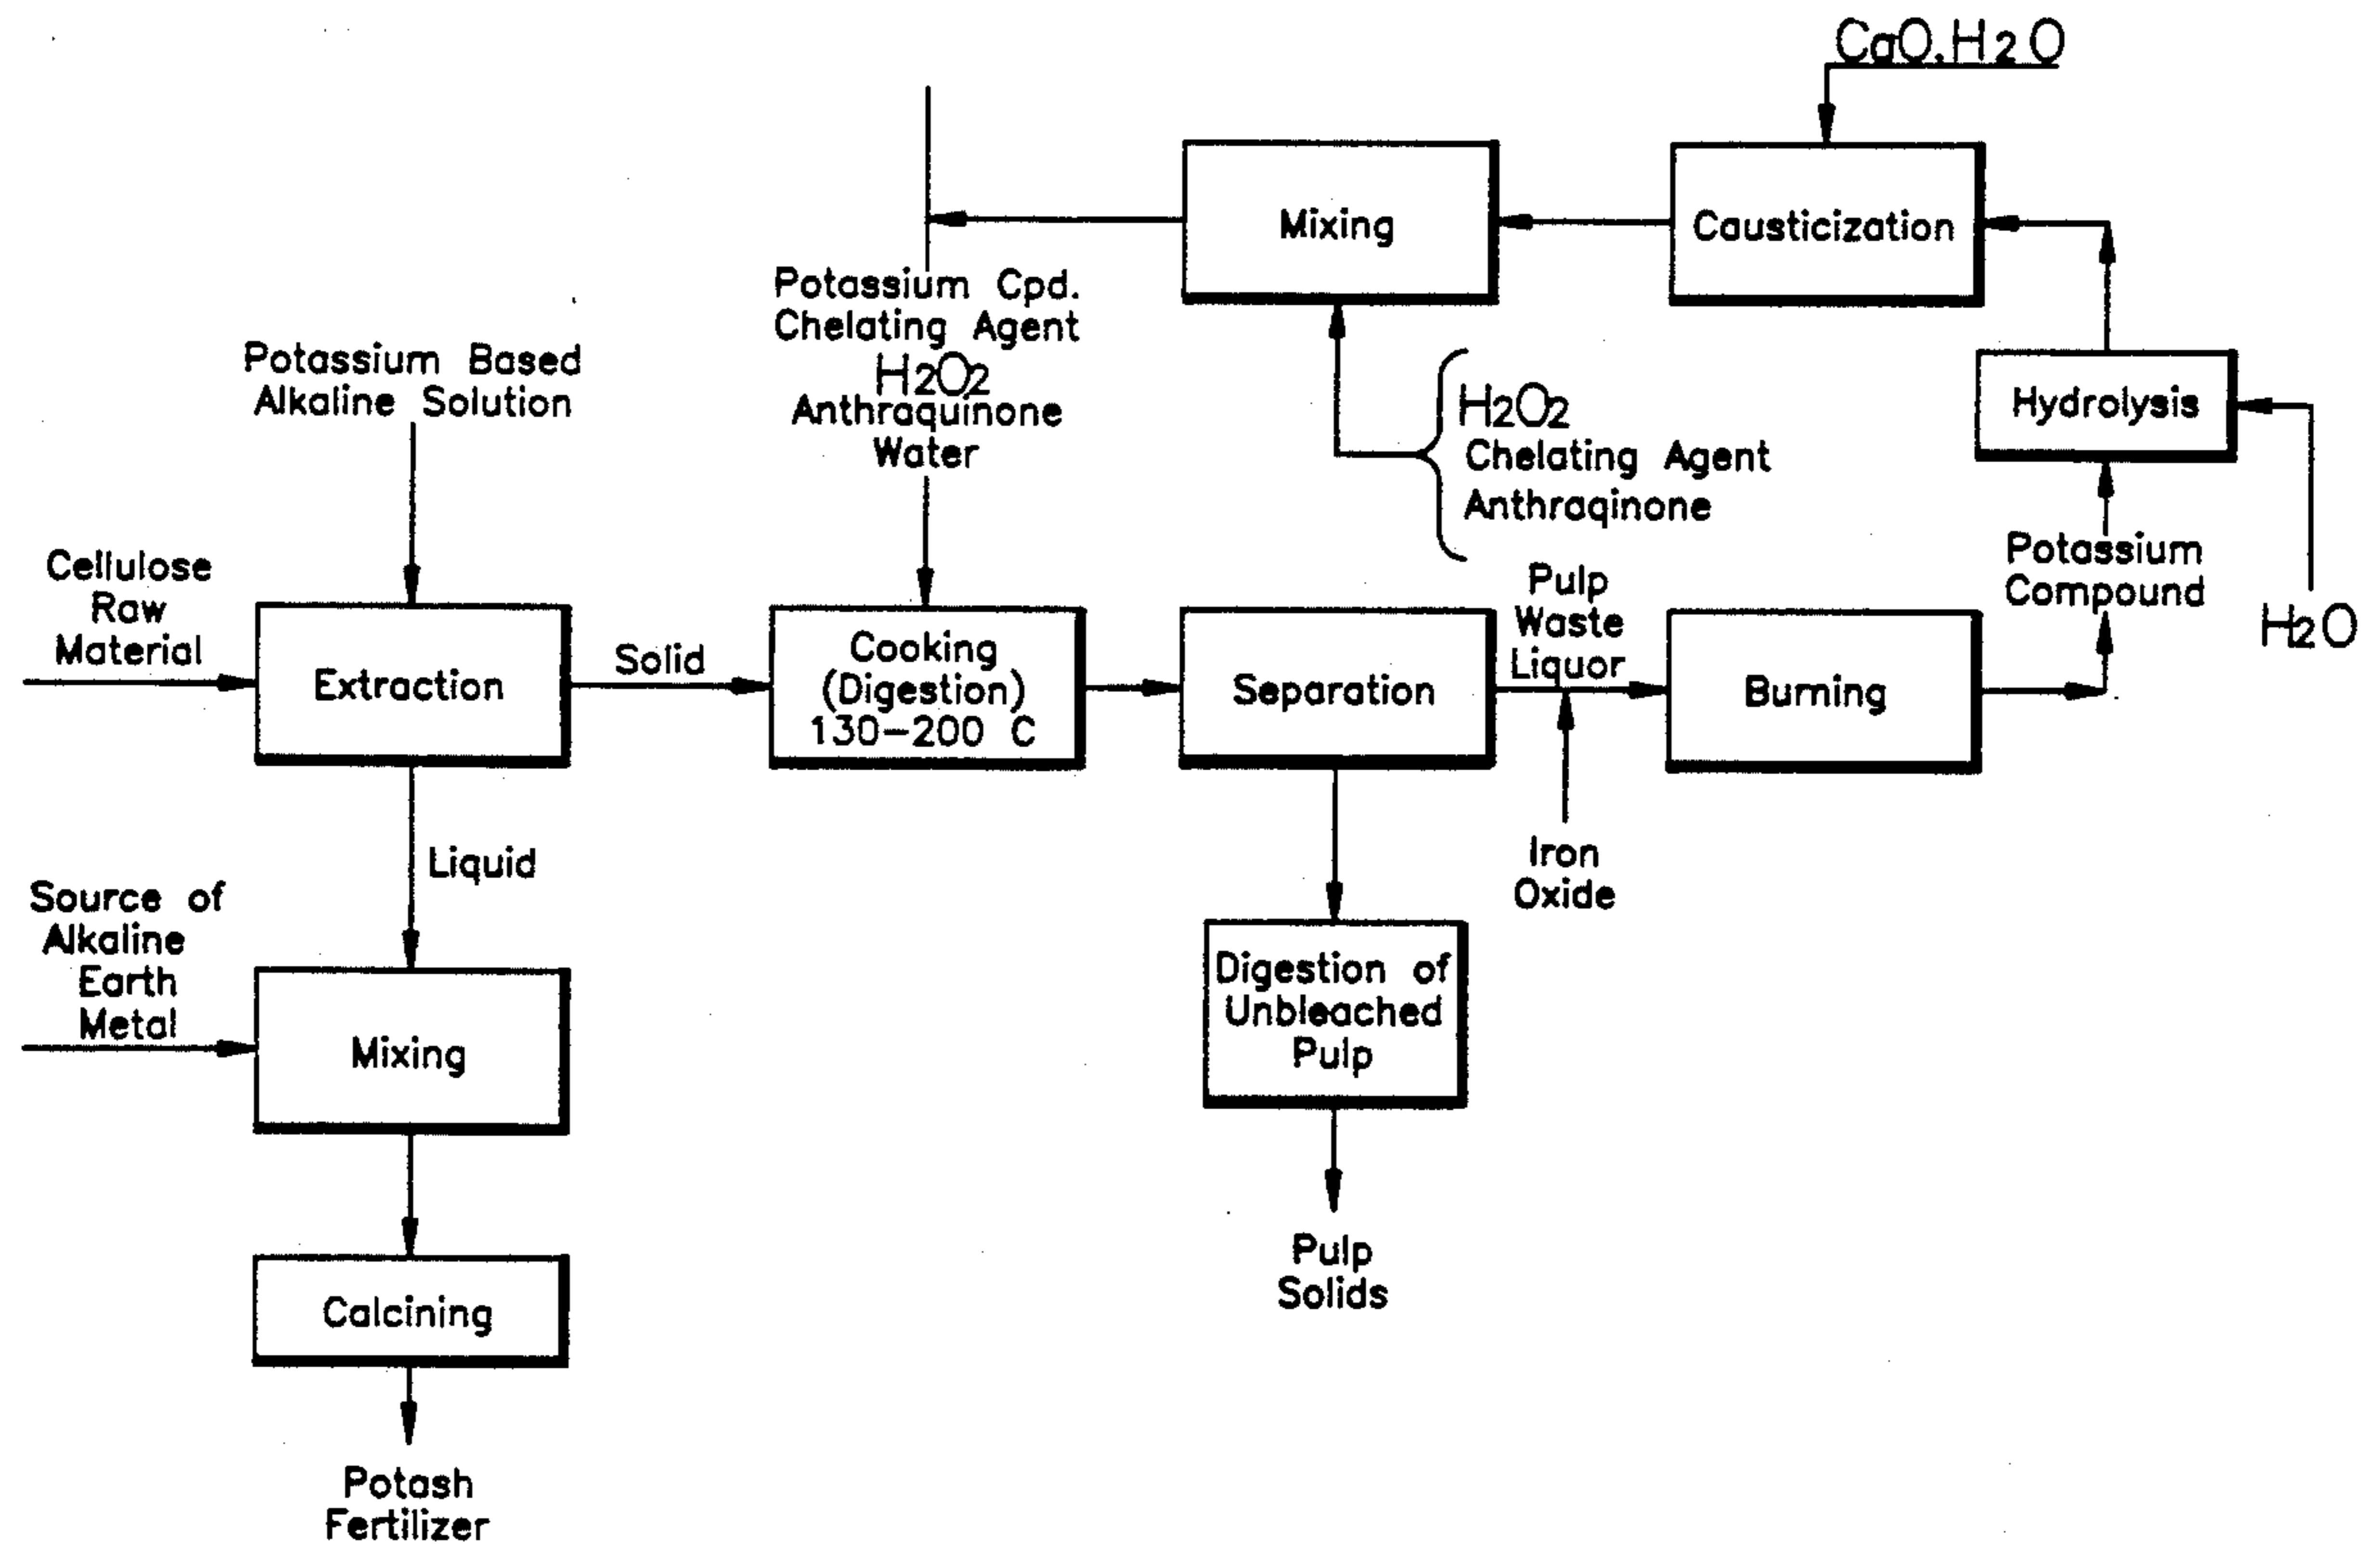 CaO.H2O
Mixing
Causticization
Potassium Cpd.
Chelating Agent
H2O2
Anthraquinone
Water
Potassium Based
Alkaline Solution
H2O2
Chelating Agent
Anthraqinone
Hydrolysis
Potassium
Compound
H2O
Cellulose
Raw
Material
Extraction
Solid
Cooking
(Digestion)
130-200 C
Separation
Pulp
Waste
Liquor
Burning
Iron
Oxide
Liquid
Source of
Alkaline
Earth
Metal
Mixing
Digestion of
Unbleached
Pulp
Pulp
Solids
Calcining
Potash
Fertilizer